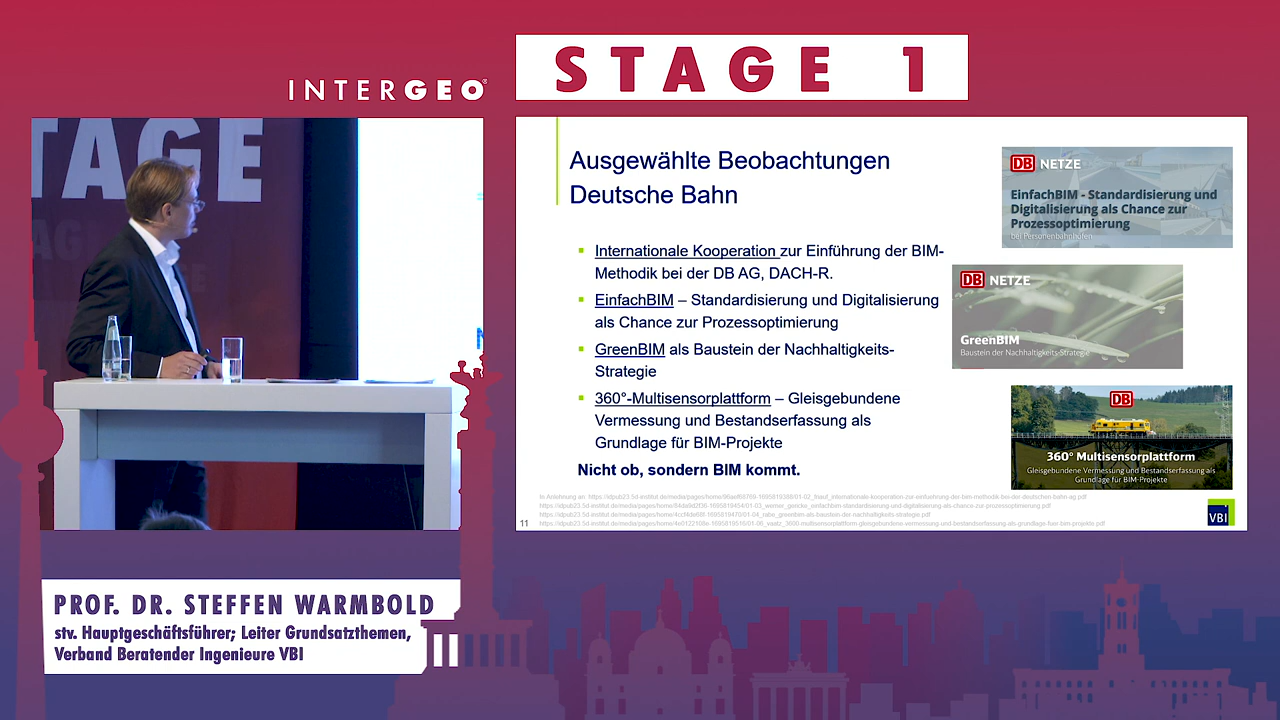 STAGE 1
INTERGEO
TAGE
Ausgewählte Beobachtungen
Deutsche Bahn
▪ Internationale Kooperation zur Einführung der BIM-
Methodik bei der DB AG, DACH-R.
▪ EinfachBIM – Standardisierung und Digitalisierung
als Chance zur Prozessoptimierung
▪ GreenBIM als Baustein der Nachhaltigkeits-
Strategie
▪ 360°-Multisensorplattform – Gleisgebundene
Vermessung und Bestandserfassung als
Grundlage für BIM-Projekte
Nicht ob, sondern BIM kommt.
DB NETZE
EinfachBIM - Standardisierung und
Digitalisierung als Chance zur
Prozessoptimierung
bei Personenbahnhöfen
DB NETZE
GreenBIM
Baustein der Nachhaltigkeits-Strategie
DB
360° Multisensorplattform
Gleisgebundene Vermessung und Bestandserfassung als
Grundlage für BIM-Projekte
In Anlehnung an:
11
VBI
PROF. DR. STEFFEN WARMBOLD
stv. Hauptgeschäftsführer; Leiter Grundsatzthemen,
Verband Beratender Ingenieure VBI